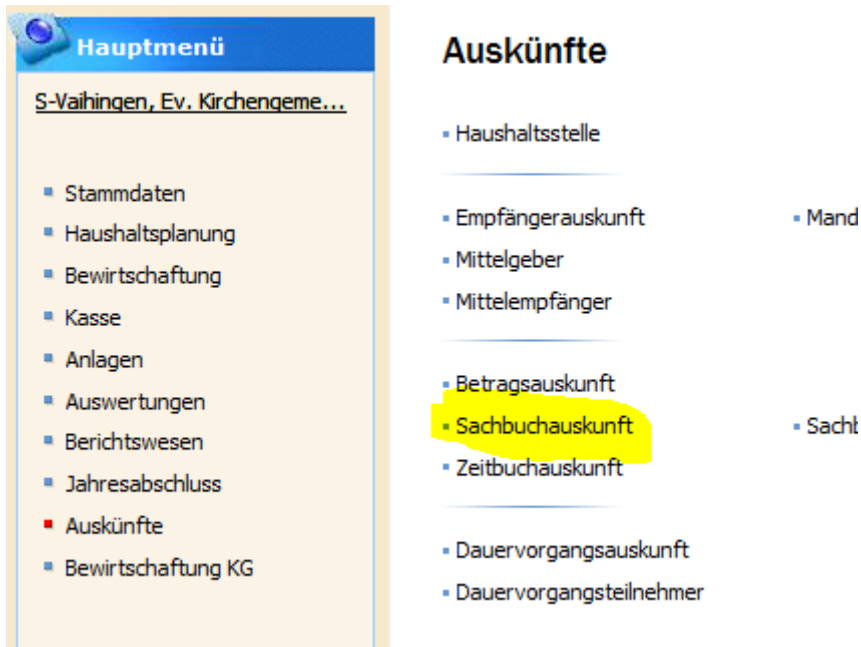 Hauptmenü
S-Vaihingen, Ev. Kirchengeme...
Stammdaten
Haushaltsplanung
Bewirtschaftung
Kasse
Anlagen
Auswertungen
Berichtswesen
Jahresabschluss
Auskünfte
Bewirtschaftung KG
Auskünfte
Haushaltsstelle
Empfängerauskunft Mand
Mittelgeber
Mittelempfänger
Betragsauskunft
Sachbuchauskunft Sachb
Zeitbuchauskunft
Dauervorgangsauskunft
Dauervorgangsteilnehmer